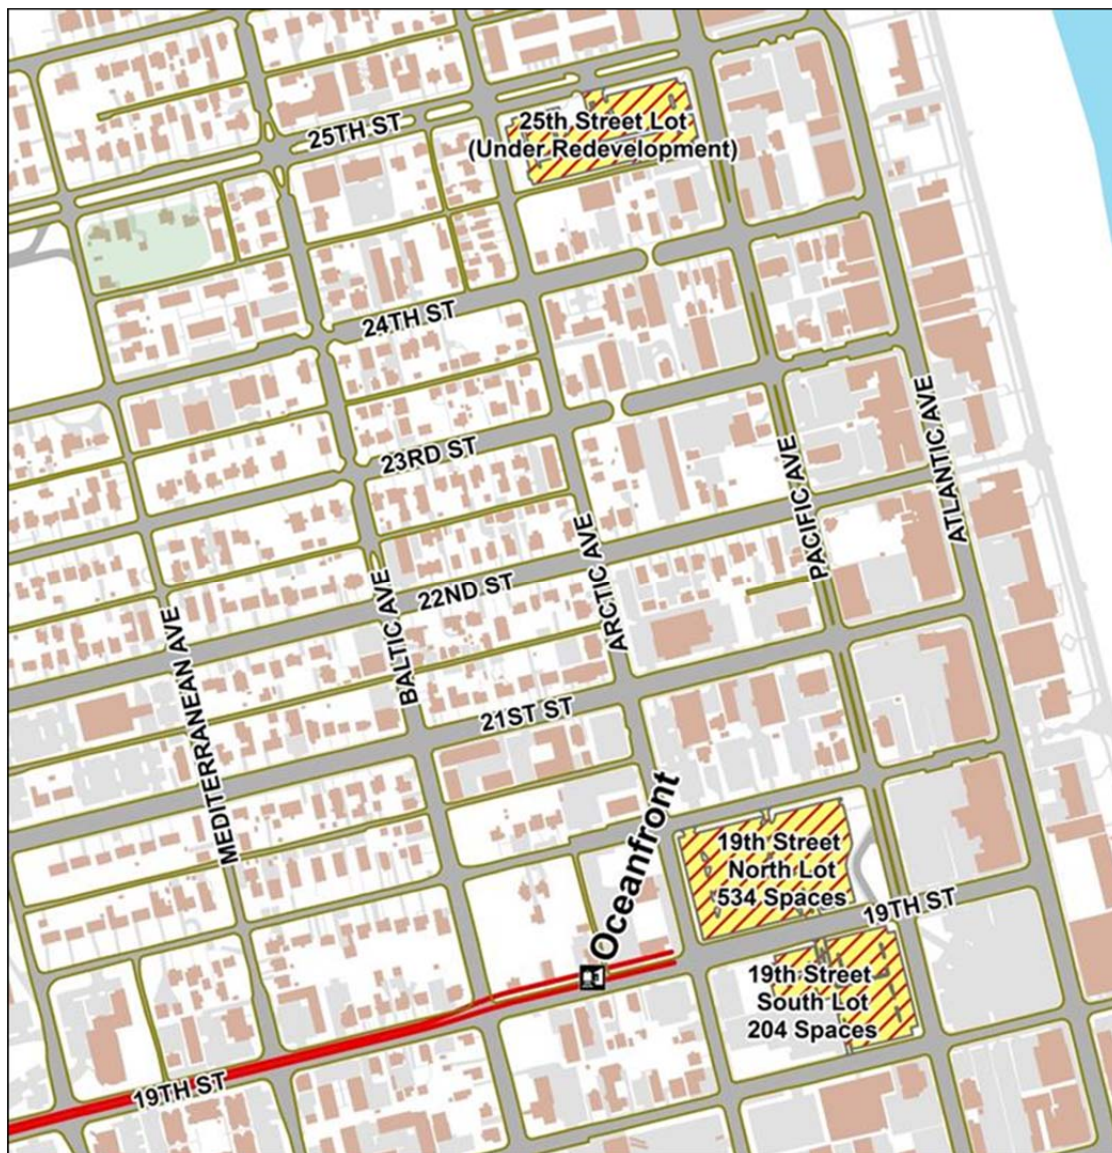 25TH ST
25th Street Lot
(Under Redevelopment)
24TH ST
23RD ST
ATLANTIC AVE
PACIFIC AVE
ARCTIC AVE
22ND ST
BALTIC AVE
MEDITERRANEAN AVE
21ST ST
Oceanfront
19th Street
North Lot
534 Spaces
19TH ST
19th Street
South Lot
204 Spaces
19TH ST